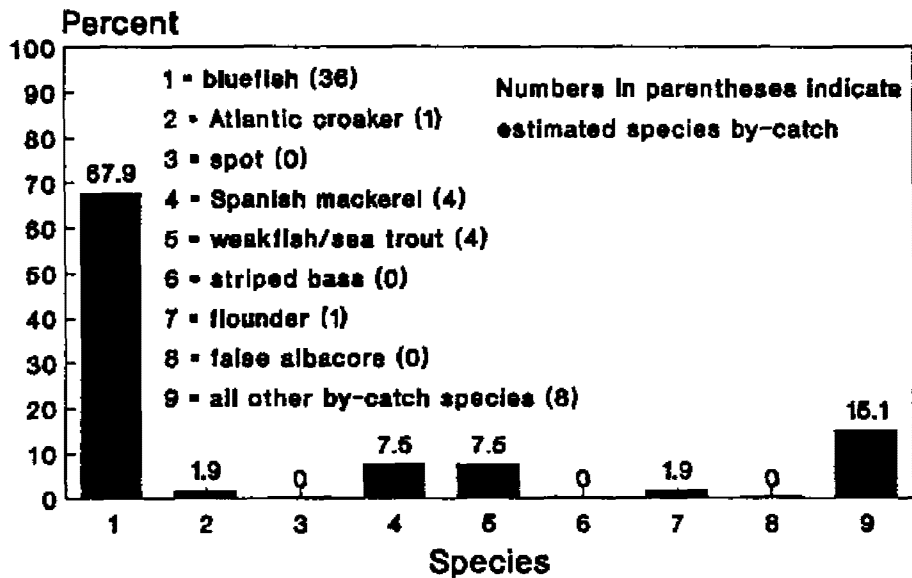 Percent
100
90
80
70
60
50
40
30
20
10
0
1 = bluefish (36)
2 = Atlantic croaker (1)
3 = spot (0)
4 = Spanish mackerel (4)
5 = weakfish/sea trout (4)
6 = striped bass (0)
7 = flounder (1)
8 = false albacore (0)
9 = all other by-catch species (8)
Numbers in parentheses indicate
estimated species by-catch
67.9
1.9
0
7.5
7.5
0
1.9
0
15.1
1 2 3 4 5 6 7 8 9
Species